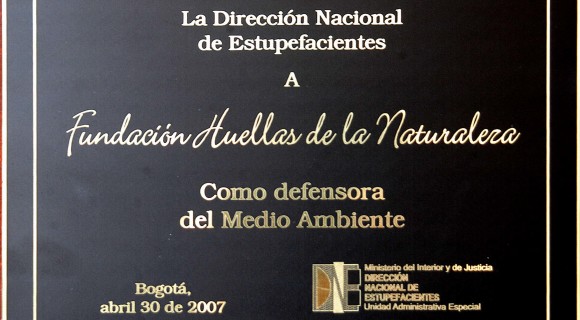 La Dirección Nacional
de Estupefacientes
A
Fundación Huellas de la Naturaleza
Como defensora
del Medio Ambiente
Bogotá,
abril 30 de 2007
DNE
Ministerio del Interior y de Justicia
DIRECCIÓN
NACIONAL DE
ESTUPEFACIENTES
Unidad Administrativa Especial